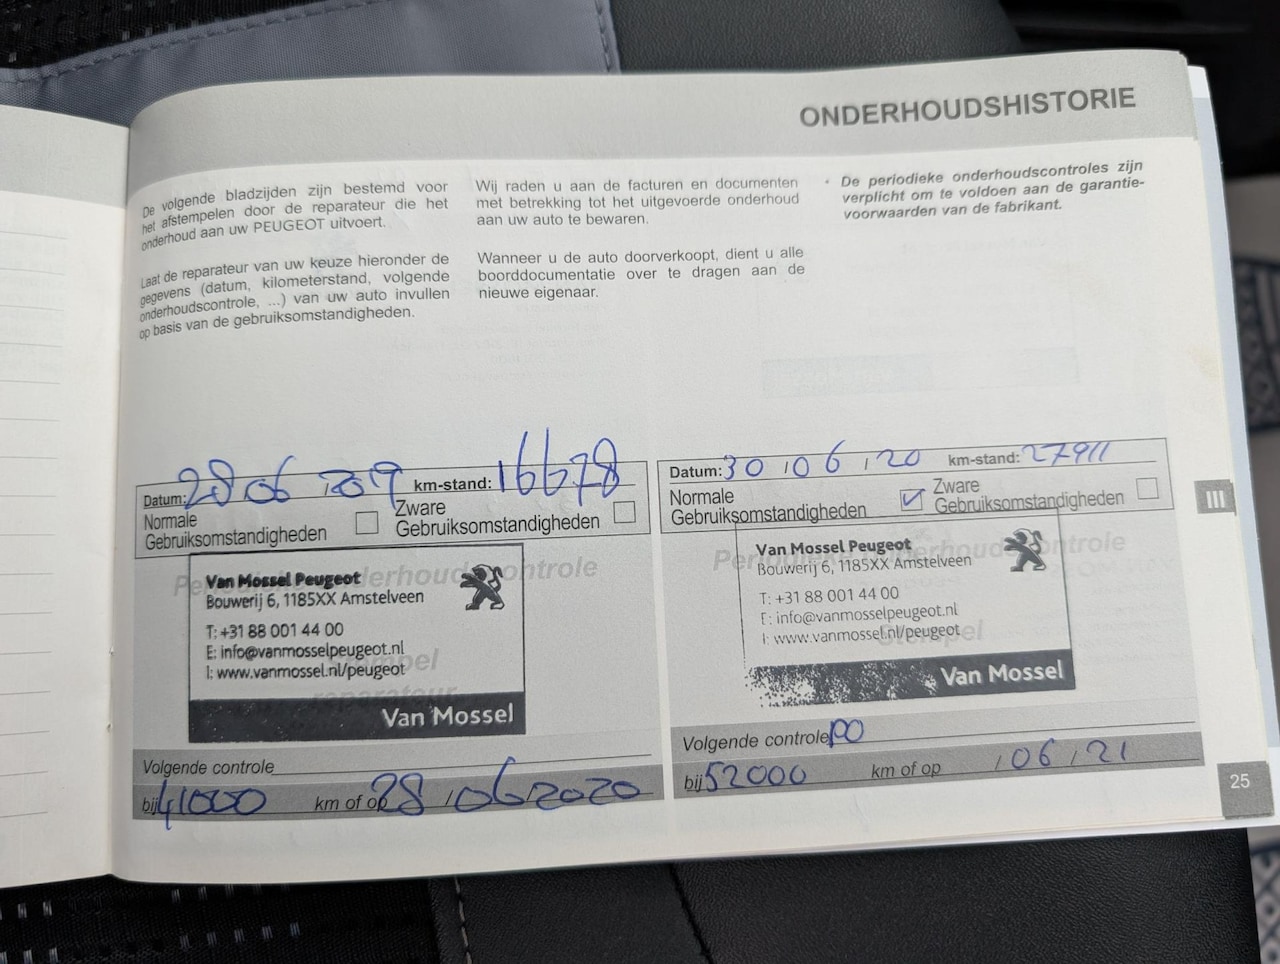 ONDERHOUDSHISTORIE
De volgende bladzijden zijn bestemd voor
het afstempelen door de reparateur die het
onderhoud aan uw PEUGEOT uitvoert.
Laat de reparateur van uw keuze hieronder de
gegevens (datum, kilometerstand, volgende
onderhoudscontrole, ...) van uw auto invullen
op basis van de gebruiksomstandigheden.
Wij raden u aan de facturen en documenten
met betrekking tot het uitgevoerde onderhoud
aan uw auto te bewaren.
Wanneer u de auto doorverkoopt, dient u alle
boorddocumentatie over te dragen aan de
nieuwe eigenaar.
• De periodieke onderhoudscontroles zijn
verplicht om te voldoen aan de garantie-
voorwaarden van de fabrikant.
Datum: 28 06 / 2019 km-stand: 16678
Normale
Gebruiksomstandigheden
Zware
Gebruiksomstandigheden
Periodieke onderhoudscontrole
Van Mossel Peugeot
Bouwerij 6, 1185XX Amstelveen
T: +31 88 001 44 00
E: info@vanmosselpeugeot.nl
I: www.vanmossel.nl/peugeot
Stempel
reparateur
Van Mossel
Volgende controle
bij 41000 km of op 28 / 06 / 2020
Datum: 30 / 06 / 20 km-stand: 27911
Normale
Gebruiksomstandigheden
Zware
Gebruiksomstandigheden
Periodieke onderhoudscontrole
Van Mossel Peugeot
Bouwerij 6, 1185XX Amstelveen
T: +31 88 001 44 00
E: info@vanmosselpeugeot.nl
I: www.vanmossel.nl/peugeot
Stempel
Van Mossel
Volgende controle PO
bij 52000 km of op / 06 / 21
III
25